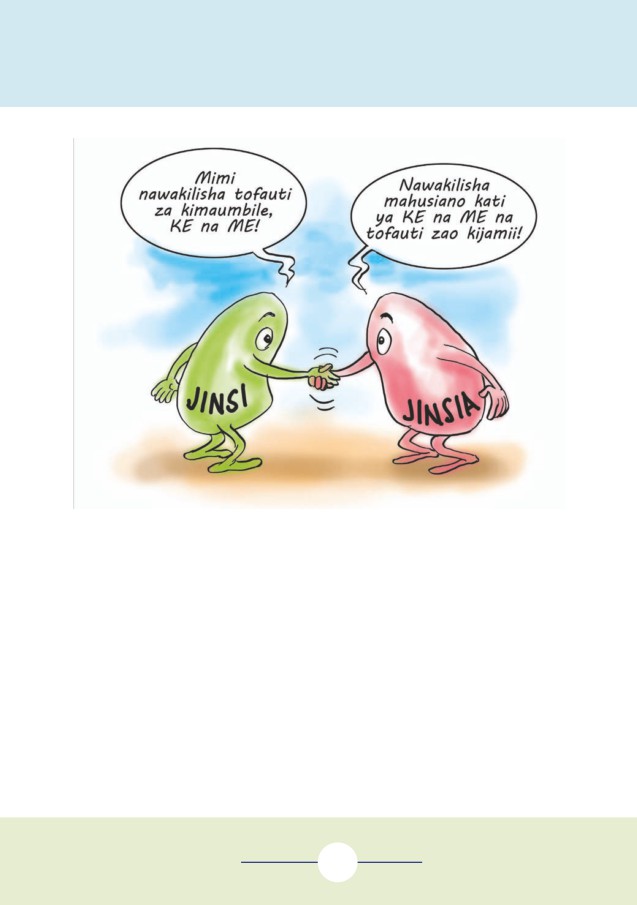 Mimi
nawakilisha tofauti
za kimaumbile,
KE na ME!
Nawakilisha
mahusiano kati
ya KE na ME na
tofauti zao kijamii!
JINSI
JINSIA